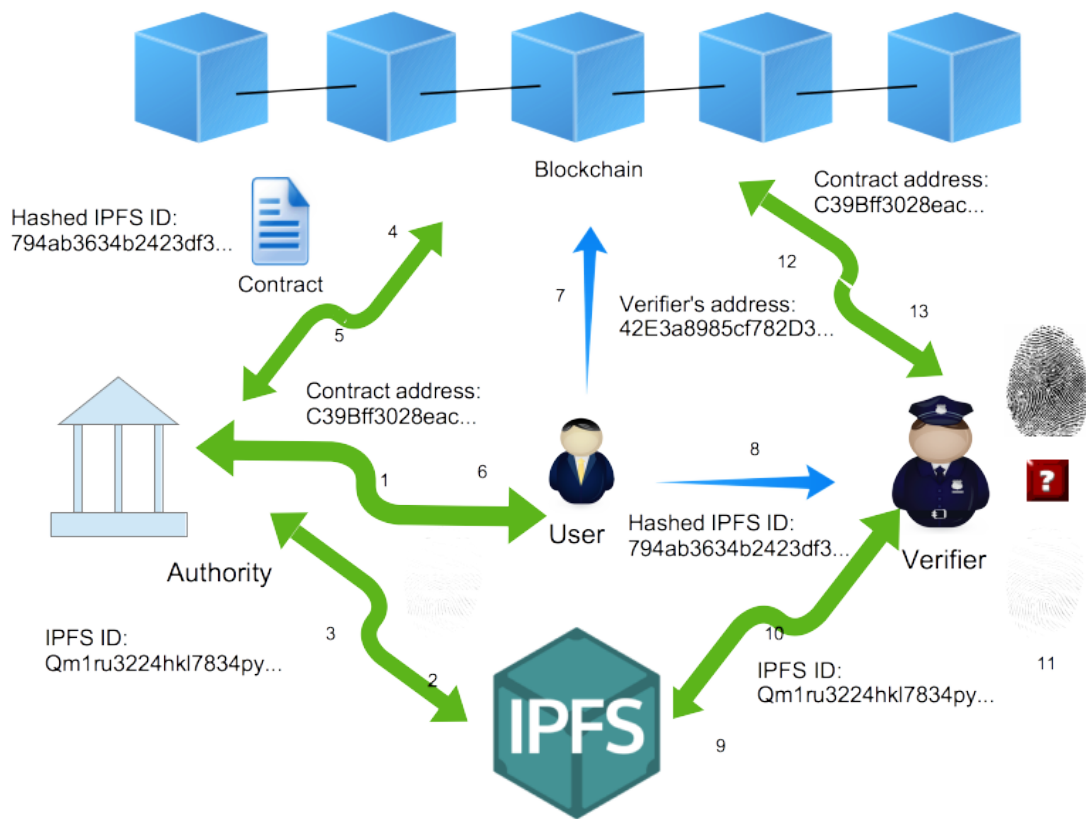 Blockchain
Contract address:
C39Bff3028eac...
Hashed IPFS ID:
794ab3634b2423df3...
4
Contract
12
7
Verifier's address:
42E3a8985cf782D3...
13
5
Contract address:
C39Bff3028eac...
1
6
8
?
User
Hashed IPFS ID:
794ab3634b2423df3...
Verifier
Authority
3
10
IPFS ID:
Qm1ru3224hkl7834py...
2
IPFS ID:
Qm1ru3224hkl7834py...
11
IPFS
9